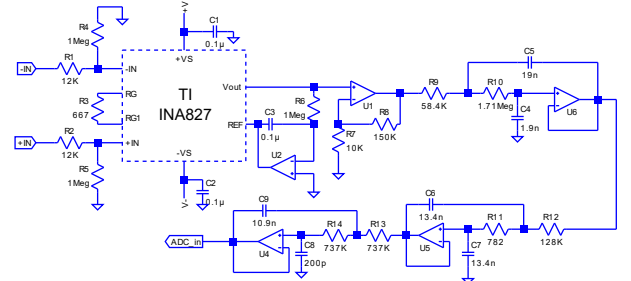 R4
1Meg
+V
C1
0.1µ
-IN
R1
12K
+VS
-IN
RG
RG1
+IN
-VS
TI
INA827
Vout
REF
R3
667
+IN
R2
12K
R5
1Meg
V-
C2
0.1µ
C3
0.1µ
R6
1Meg
U2
U1
R8
150K
R7
10K
R9
58.4K
C5
19n
R10
1.71Meg
C4
1.9n
U6
C9
10.9n
ADC_in
U4
R14
737K
C8
200p
R13
737K
C6
13.4n
U5
R11
782
C7
13.4n
R12
128K